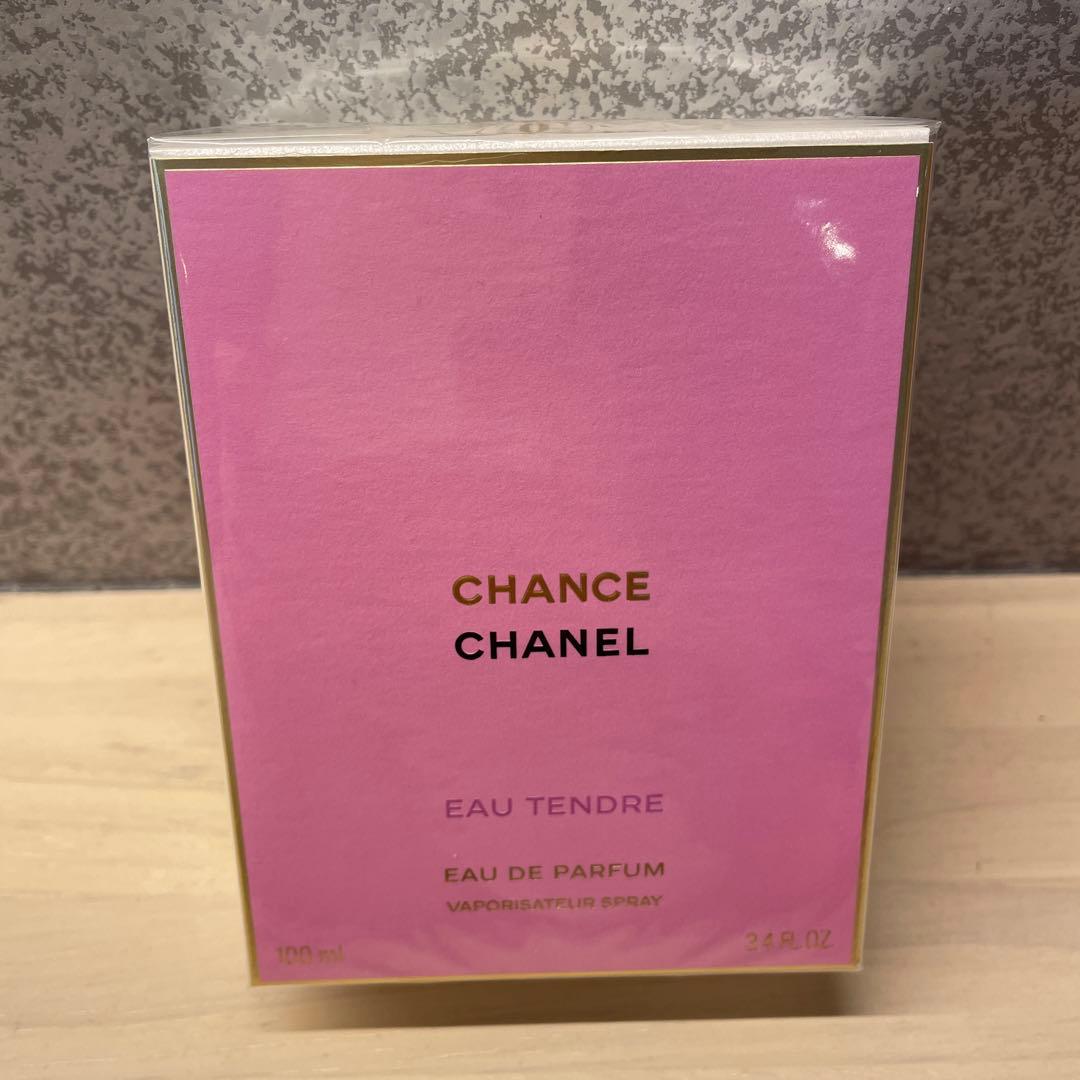 CHANCE
CHANEL
EAU TENDRE
EAU DE PARFUM
VAPORISATEUR SPRAY
100 ml 3.4 FL. OZ